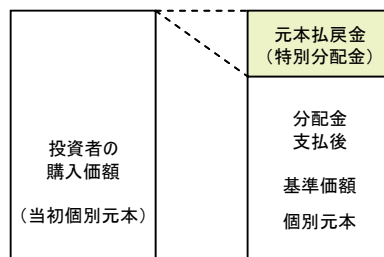 投資者の
購入価額
(当初個別元本)
元本払戻金
(特別分配金)
分配金
支払後
基準価額
個別元本